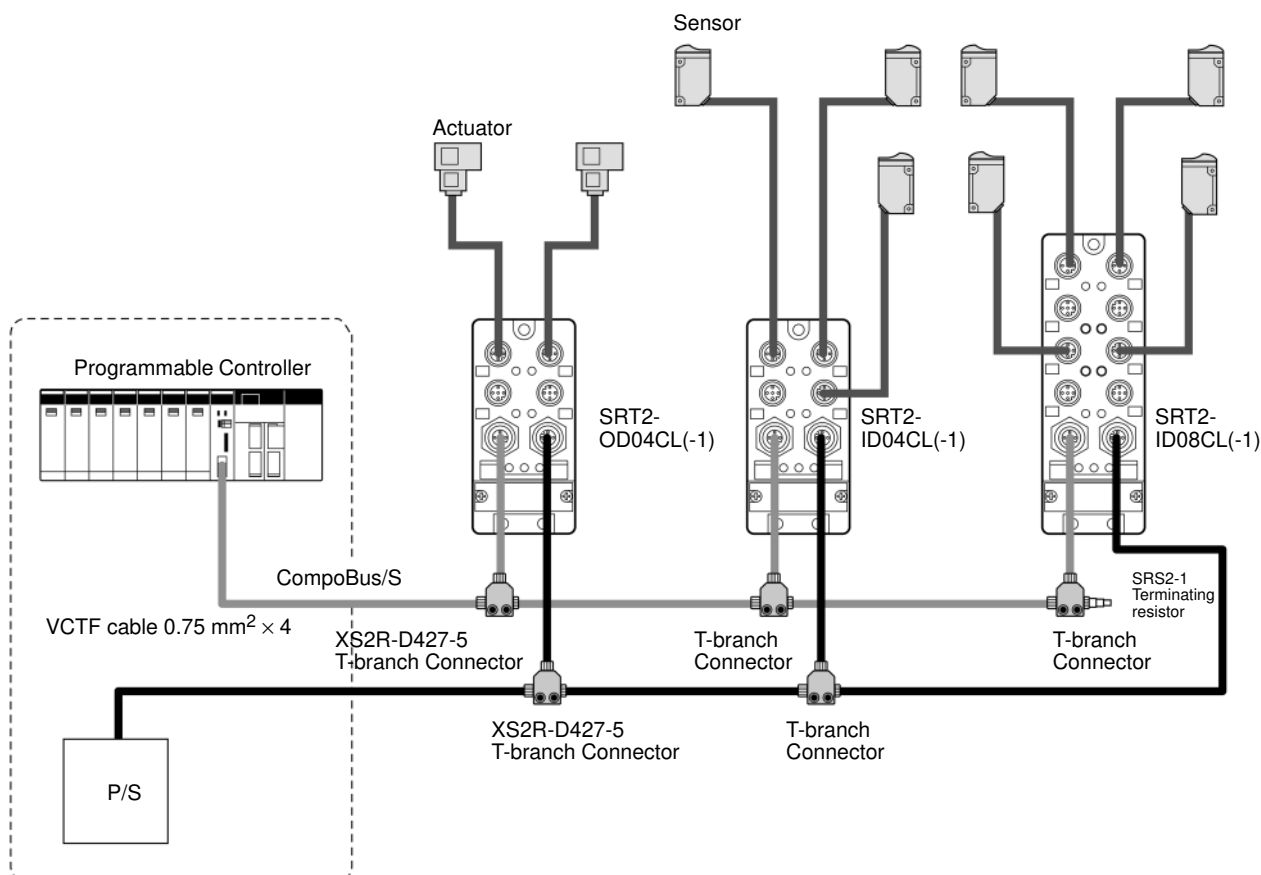 Sensor
Actuator
Programmable Controller
SRT2-
OD04CL(-1)
SRT2-
ID04CL(-1)
SRT2-
ID08CL(-1)
CompoBus/S
SRS2-1
Terminating
resistor
VCTF cable 0.75 mm² × 4
XS2R-D427-5
T-branch Connector
T-branch
Connector
T-branch
Connector
XS2R-D427-5
T-branch Connector
T-branch
Connector
P/S